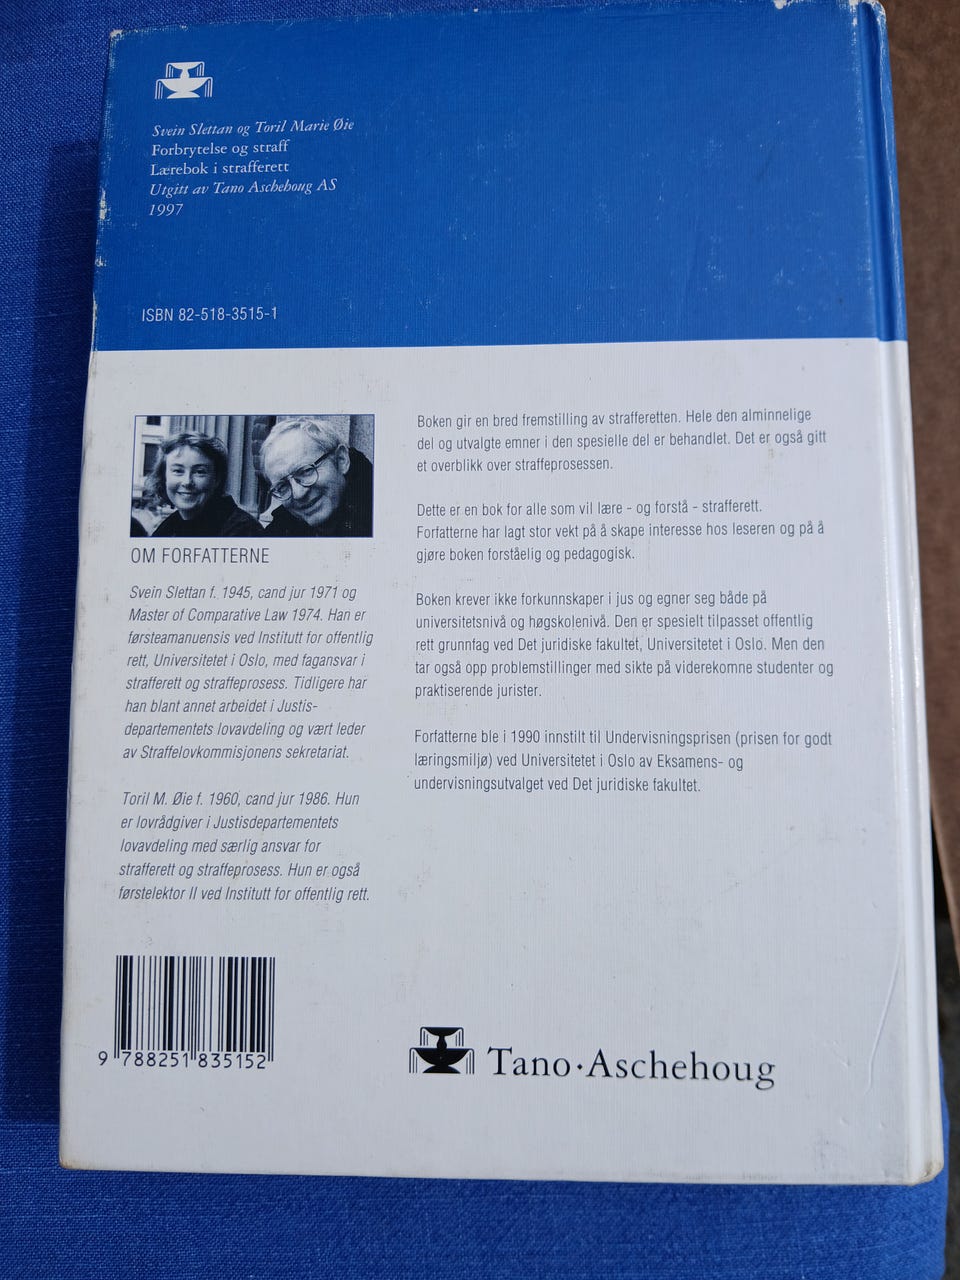 Svein Slettan og Toril Marie Øie
Forbrytelse og straff
Lærebok i strafferett
Utgitt av Tano Aschehoug AS
1997
ISBN 82-518-3515-1
OM FORFATTERNE
Svein Slettan f. 1945, cand jur 1971 og
Master of Comparative Law 1974. Han er
førsteamanuensis ved Institutt for offentlig
rett, Universitetet i Oslo, med fagansvar i
strafferett og straffeprosess. Tidligere har
han blant annet arbeidet i Justis-
departementets lovavdeling og vært leder
av Straffelovkommisjonens sekretariat.
Toril M. Øie f. 1960, cand jur 1986. Hun
er lovrådgiver i Justisdepartementets
lovavdeling med særlig ansvar for
strafferett og straffeprosess. Hun er også
førstelektor II ved Institutt for offentlig rett.
Boken gir en bred fremstilling av strafferetten. Hele den alminnelige
del og utvalgte emner i den spesielle del er behandlet. Det er også gitt
et overblikk over straffeprosessen.
Dette er en bok for alle som vil lære - og forstå - strafferett.
Forfatterne har lagt stor vekt på å skape interesse hos leseren og på å
gjøre boken forståelig og pedagogisk.
Boken krever ikke forkunnskaper i jus og egner seg både på
universitetsnivå og høgskolenivå. Den er spesielt tilpasset offentlig
rett grunnfag ved Det juridiske fakultet, Universitetet i Oslo. Men den
tar også opp problemstillinger med sikte på viderekomne studenter og
praktiserende jurister.
Forfatterne ble i 1990 innstilt til Undervisningsprisen (prisen for godt
læringsmiljø) ved Universitetet i Oslo av Eksamens- og
undervisningsutvalget ved Det juridiske fakultet.
9 788251 835152
Tano·Aschehoug